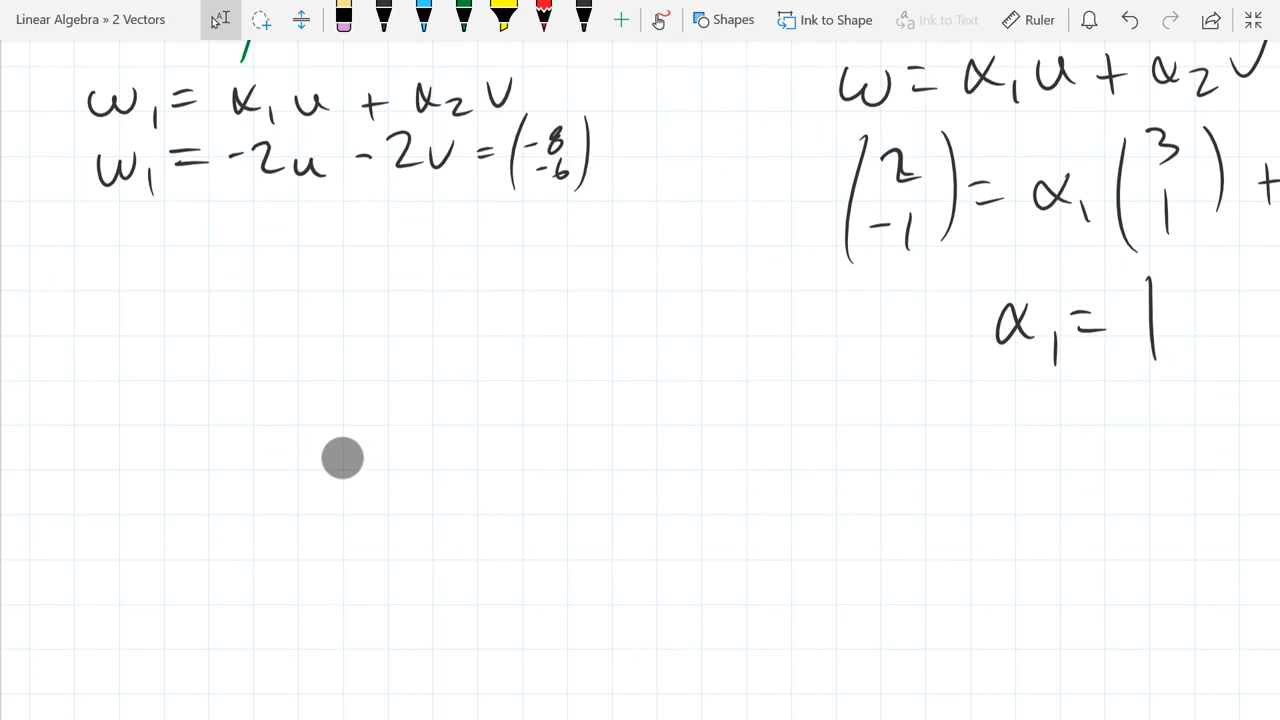 Linear Algebra » 2 Vectors
Shapes
Ink to Shape
Ink to Text
Ruler
w₁ = α₁u + α₂v
w₁ = -2u - 2v = (-8
-6)
w = α₁u + α₂v
(2
-1) = α₁ (3
1) +
α₁ = 1